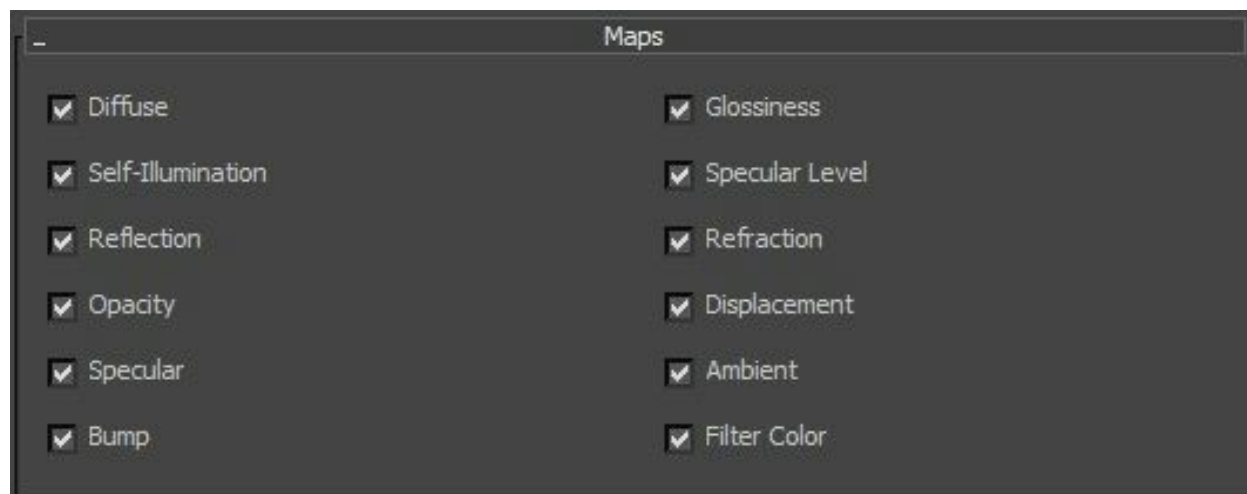 Maps
Diffuse
Glossiness
Self-Illumination
Specular Level
Reflection
Refraction
Opacity
Displacement
Specular
Ambient
Bump
Filter Color